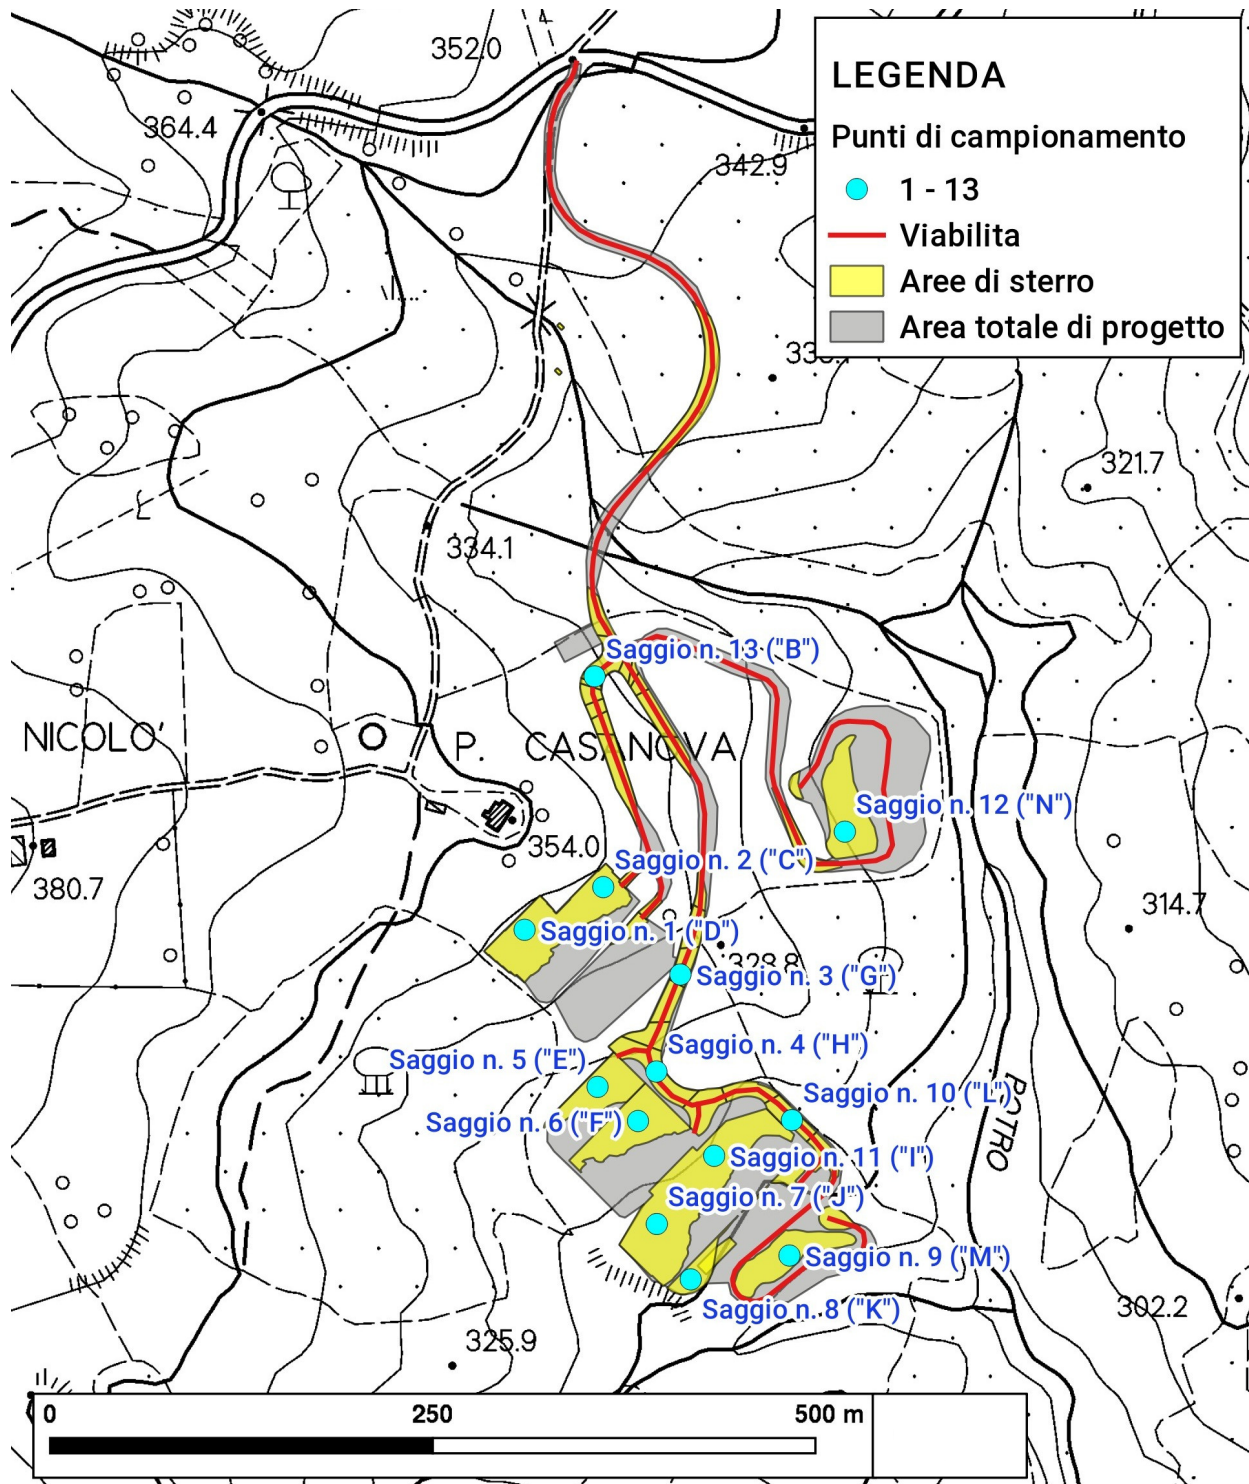 352.0
LEGENDA
364.4
Punti di campionamento
342.9
1 - 13
Viabilita
Aree di sterro
Area totale di progetto
321.7
334.1
Saggio n. 13 ("B")
NICOLO'
P. CASANOVA
Saggio n. 12 ("N")
354.0
Saggio n. 2 ("C")
380.7
314.7
Saggio n. 1 ("D")
328.8
Saggio n. 3 ("G")
Saggio n. 4 ("H")
Saggio n. 5 ("E")
Saggio n. 10 ("L")
Saggio n. 6 ("F")
BOTRO
Saggio n. 11 ("I")
Saggio n. 7 ("J")
Saggio n. 9 ("M")
Saggio n. 8 ("K")
302.2
325.9
0 250 500 m